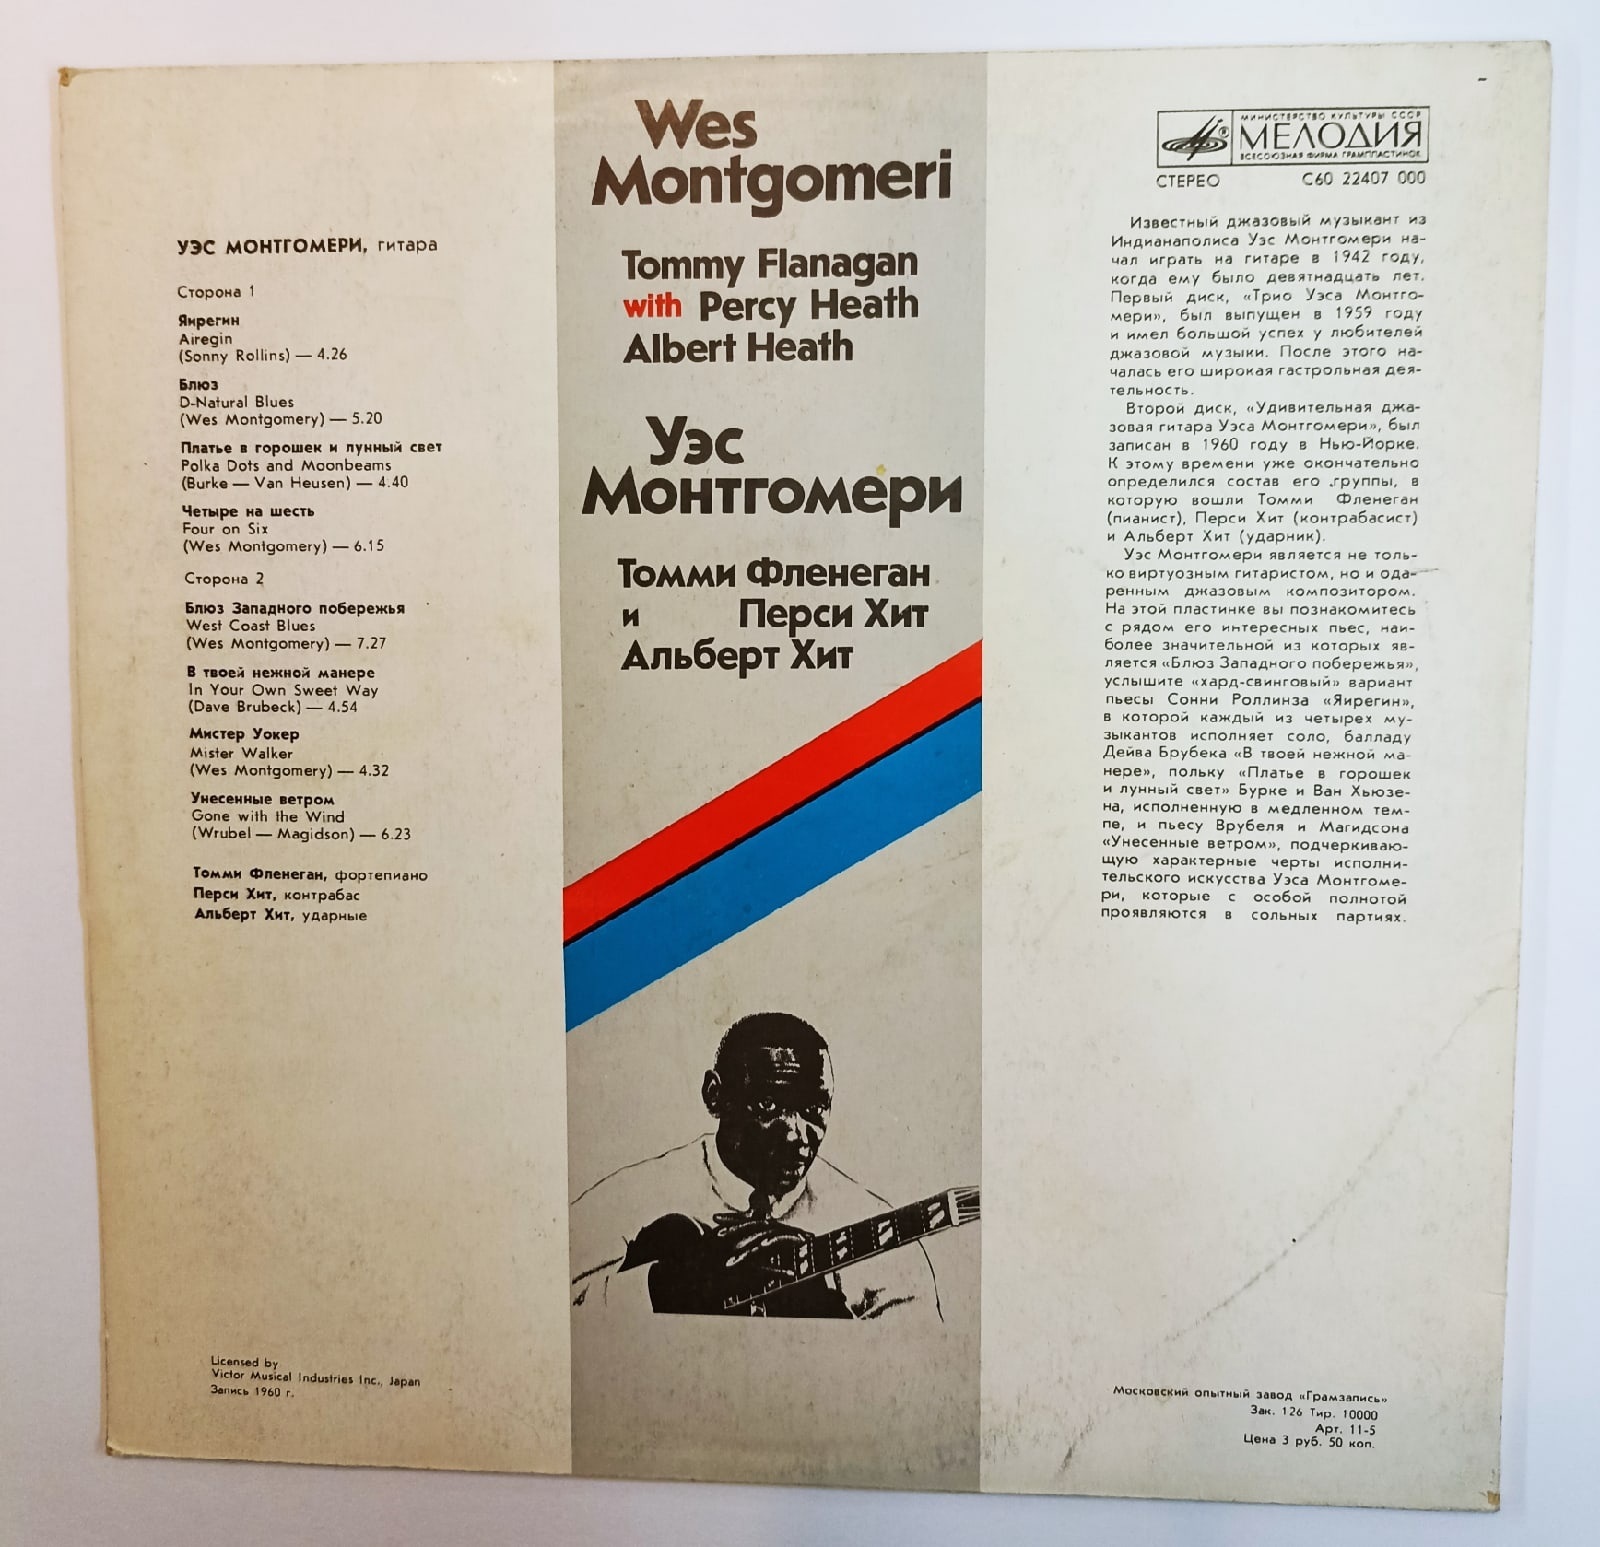 УЭС МОНТГОМЕРИ, гитара
Сторона 1
Яирегин
Airegin
(Sonny Rollins) — 4.26
Блюз
D-Natural Blues
(Wes Montgomery) — 5.20
Платье в горошек и лунный свет
Polka Dots and Moonbeams
(Burke — Van Heusen) — 4.40
Четыре на шесть
Four on Six
(Wes Montgomery) — 6.15
Сторона 2
Блюз Западного побережья
West Coast Blues
(Wes Montgomery) — 7.27
В твоей нежной манере
In Your Own Sweet Way
(Dave Brubeck) — 4.54
Мистер Уокер
Mister Walker
(Wes Montgomery) — 4.32
Унесенные ветром
Gone with the Wind
(Wrubel — Magidson) — 6.23
Томми Фленеган, фортепиано
Перси Хит, контрабас
Альберт Хит, ударные
Licensed by
Victor Musical Industries Inc., Japan
Запись 1960 г.
Wes
Montgomeri
Tommy Flanagan
with Percy Heath
Albert Heath
Уэс
Монтгомери
Томми Фленеган
и Перси Хит
Альберт Хит
МИНИСТЕРСТВО КУЛЬТУРЫ СССР
МЕЛОДИЯ
ВСЕСОЮЗНАЯ ФИРМА ГРАМПЛАСТИНОК
СТЕРЕО С60 22407 000
Известный джазовый музыкант из
Индианаполиса Уэс Монтгомери на-
чал играть на гитаре в 1942 году,
когда ему было девятнадцать лет.
Первый диск, «Трио Уэса Монтго-
мери», был выпущен в 1959 году
и имел большой успех у любителей
джазовой музыки. После этого на-
чалась его широкая гастрольная дея-
тельность.
Второй диск, «Удивительная джа-
зовая гитара Уэса Монтгомери», был
записан в 1960 году в Нью-Йорке.
К этому времени уже окончательно
определился состав его группы, в
которую вошли Томми Фленеган
(пианист), Перси Хит (контрабасист)
и Альберт Хит (ударник).
Уэс Монтгомери является не толь-
ко виртуозным гитаристом, но и ода-
ренным джазовым композитором.
На этой пластинке вы познакомитесь
с рядом его интересных пьес, наи-
более значительной из которых яв-
ляется «Блюз Западного побережья»,
услышите «хард-свинговый» вариант
пьесы Сонни Роллинза «Яирегин»,
в которой каждый из четырех му-
зыкантов исполняет соло, балладу
Дейва Брубека «В твоей нежной ма-
нере», польку «Платье в горошек
и лунный свет» Бурке и Ван Хьюзе-
на, исполненную в медленном тем-
пе, и пьесу Врубеля и Магидсона
«Унесенные ветром», подчеркиваю-
щую характерные черты исполни-
тельского искусства Уэса Монтгоме-
ри, которые с особой полнотой
проявляются в сольных партиях.
Московский опытный завод «Грамзапись»
Зак. 126 Тир. 10000
Арт. 11-5
Цена 3 руб. 50 коп.